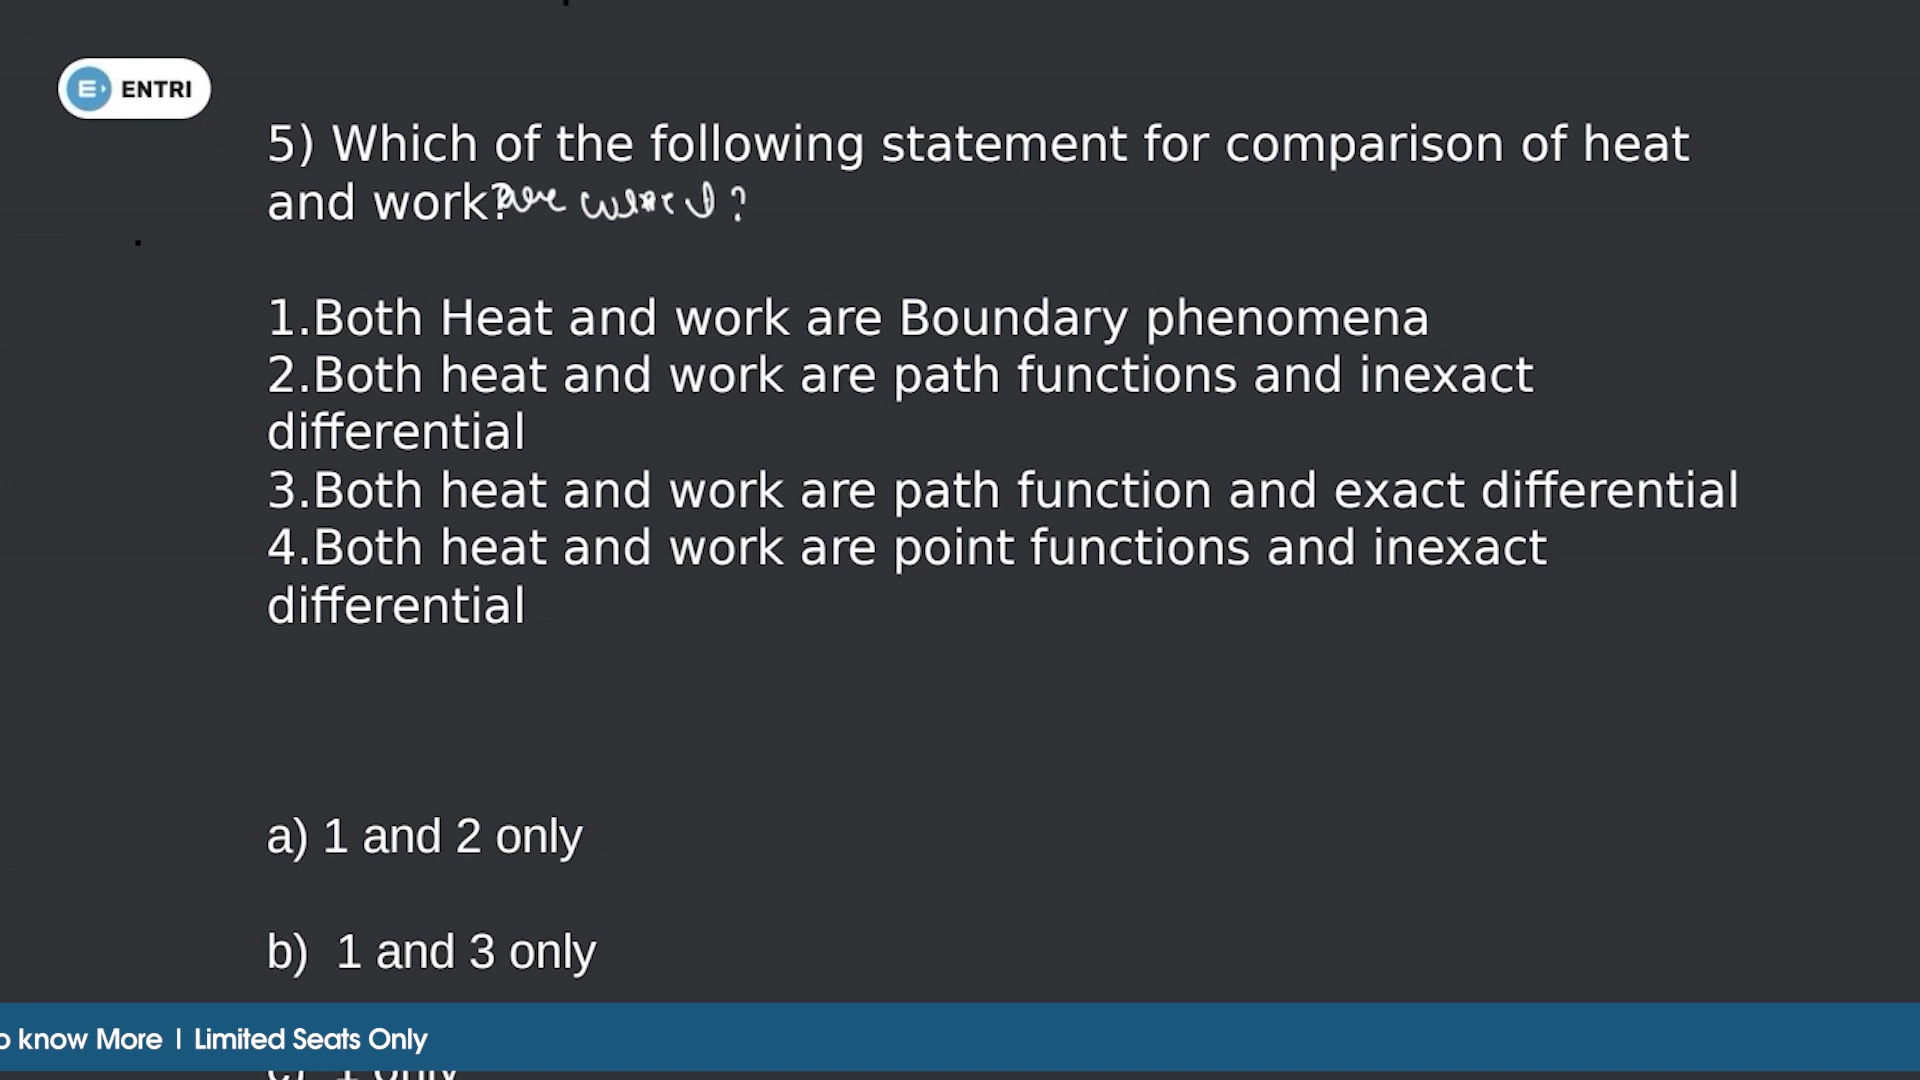 ENTRI
5) Which of the following statement for comparison of heat
and work? are
1.Both Heat and work are Boundary phenomena
2.Both heat and work are path functions and inexact
differential
3.Both heat and work are path function and exact differential
4.Both heat and work are point functions and inexact
differential
a) 1 and 2 only
b) 1 and 3 only
know More | Limited Seats Only